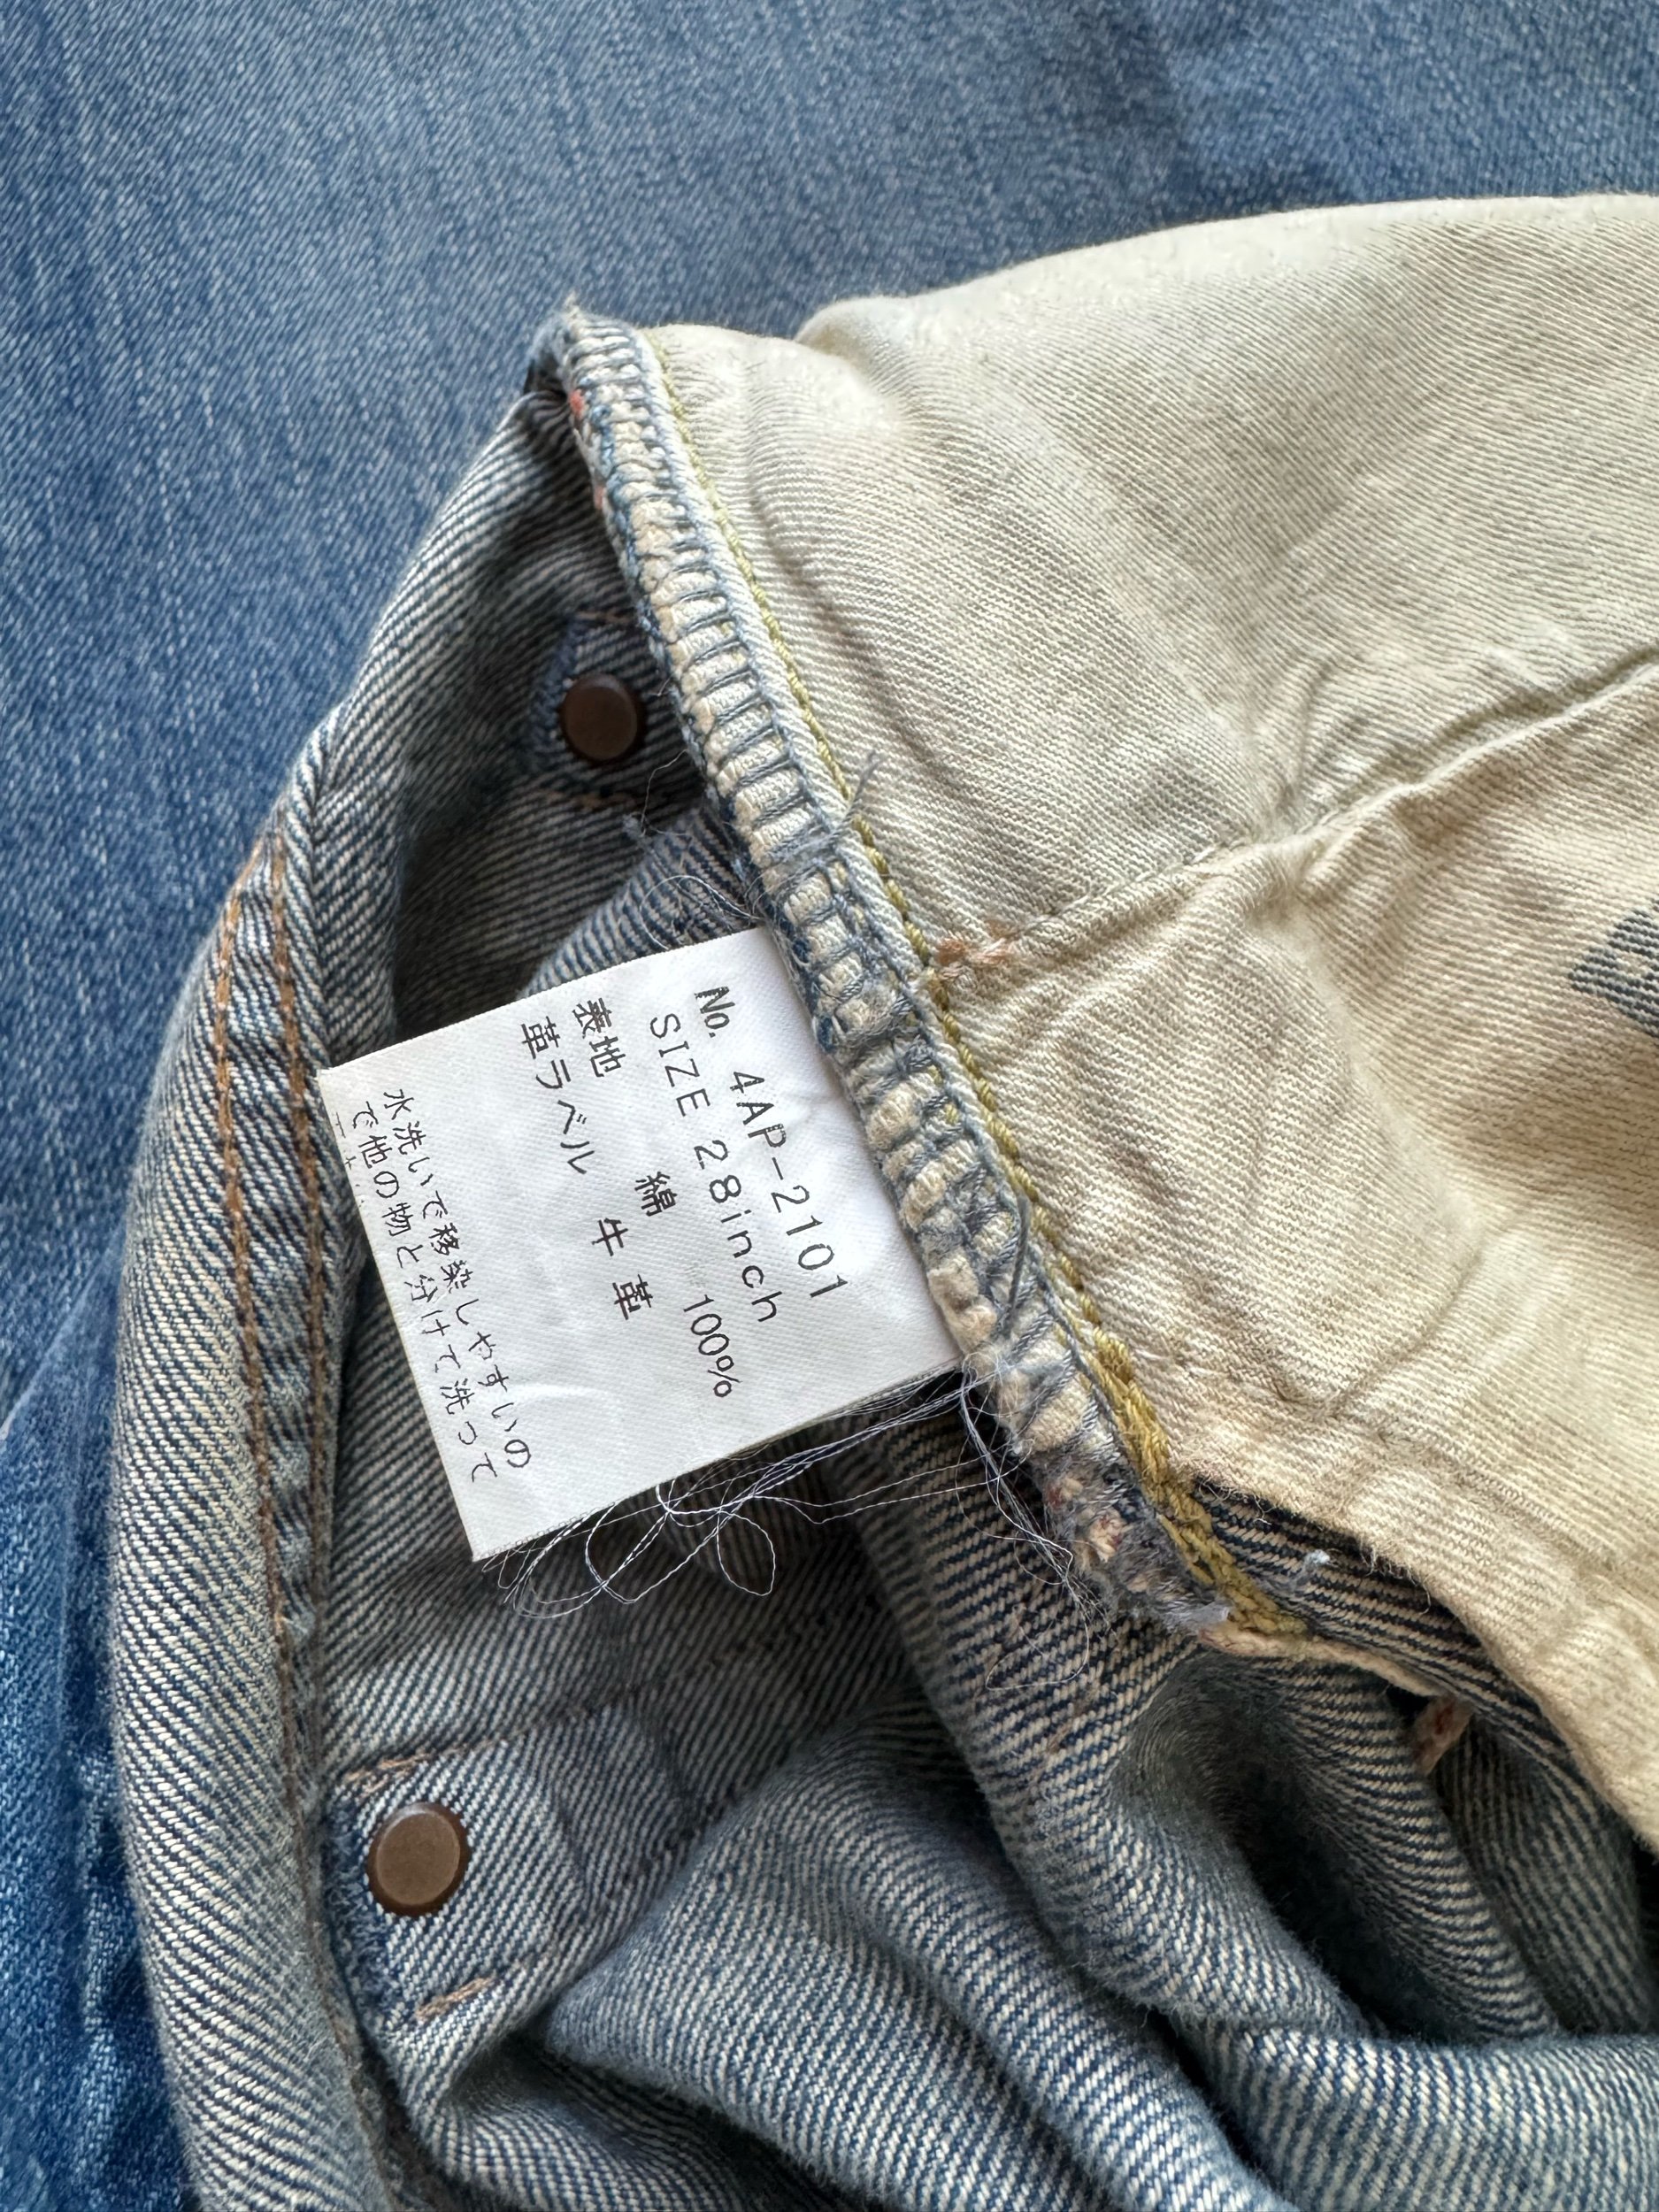 No. 4AP-2101
SIZE 28inch
表地 綿 100%
革ラベル 牛革
水洗いで移染しやすいの
で他の物と分けて洗って